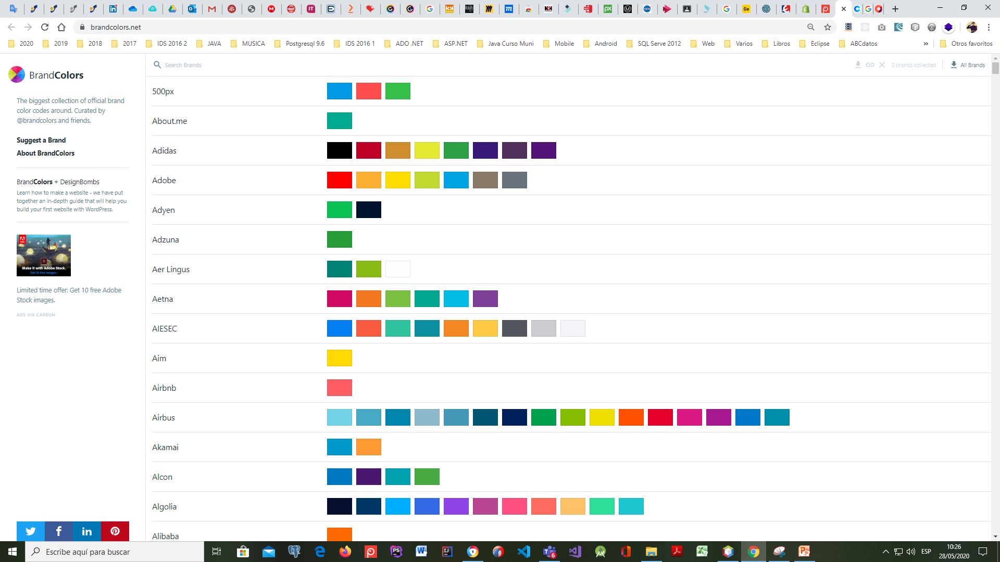 brandcolors.net
2020
2019
2018
2017
IDS 2016 2
JAVA
MUSICA
Postgresql 9.6
IDS 2016 1
ADO .NET
ASP.NET
Java Curso Muni
Mobile
Android
SQL Serve 2012
Web
Varios
Libros
Eclipse
ABCdatos
»
Otros favoritos
BrandColors
The biggest collection of official brand
color codes around. Curated by
@brandcolors and friends.
Suggest a Brand
About BrandColors
BrandColors + DesignBombs
Learn how to make a website - we have put
together an in-depth guide that will help you
build your first website with WordPress.
Make it with Adobe Stock.
Get 10 free images ›
Limited time offer: Get 10 free Adobe
Stock images.
ADS VIA CARBON
Search Brands
0 brands collected
All Brands
500px
About.me
Adidas
Adobe
Adyen
Adzuna
Aer Lingus
Aetna
AIESEC
Aim
Airbnb
Airbus
Akamai
Alcon
Algolia
Alibaba
Escribe aquí para buscar
6
ESP
10:26
28/05/2020